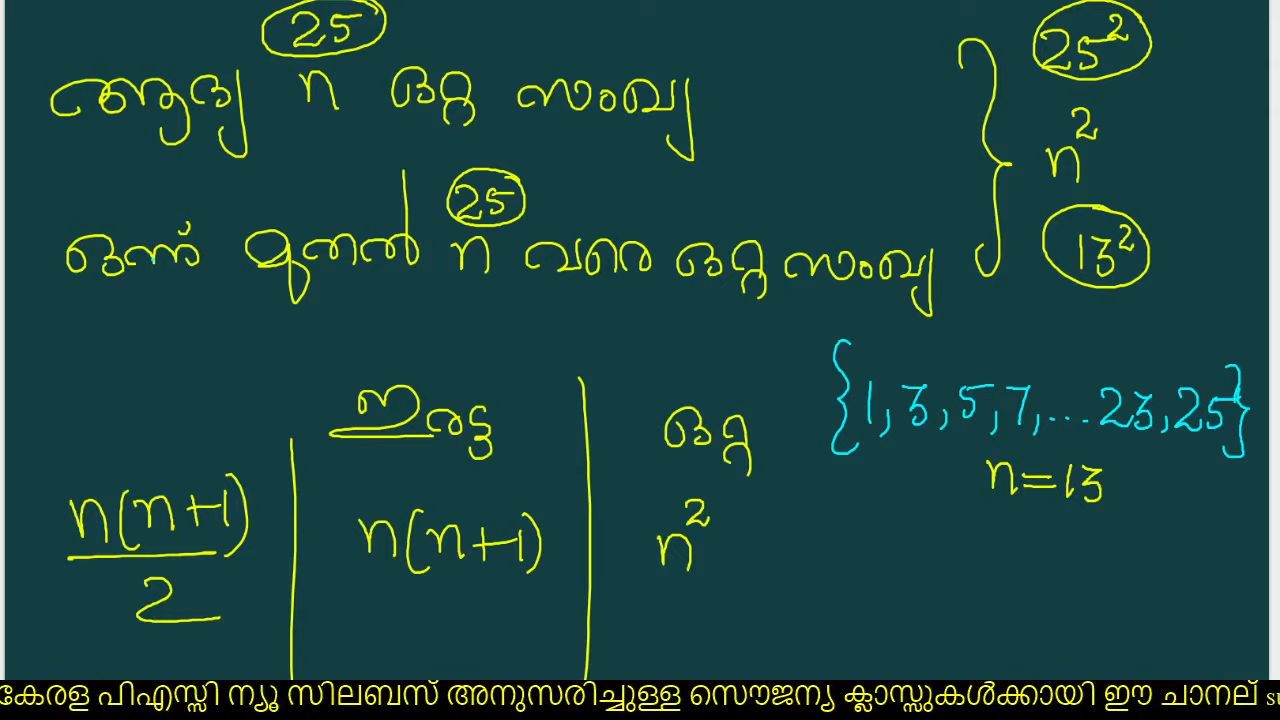 25
25²
ആദ്യ n ഒറ്റ സംഖ്യ
n²
25
ഒന്ന് മുതൽ n വരെ ഒറ്റ സംഖ്യ } 13²
{1, 3, 5, 7, ... 23, 25}
ഇരട്ട
ഒറ്റ
n = 13
n(n+1)/2
n(n+1)
n²
കേരള പിഎസ്സി ന്യൂ സിലബസ് അനുസരിച്ചുള്ള സൌജന്യ ക്ലാസ്സുകൾക്കായി ഈ ചാനല് su